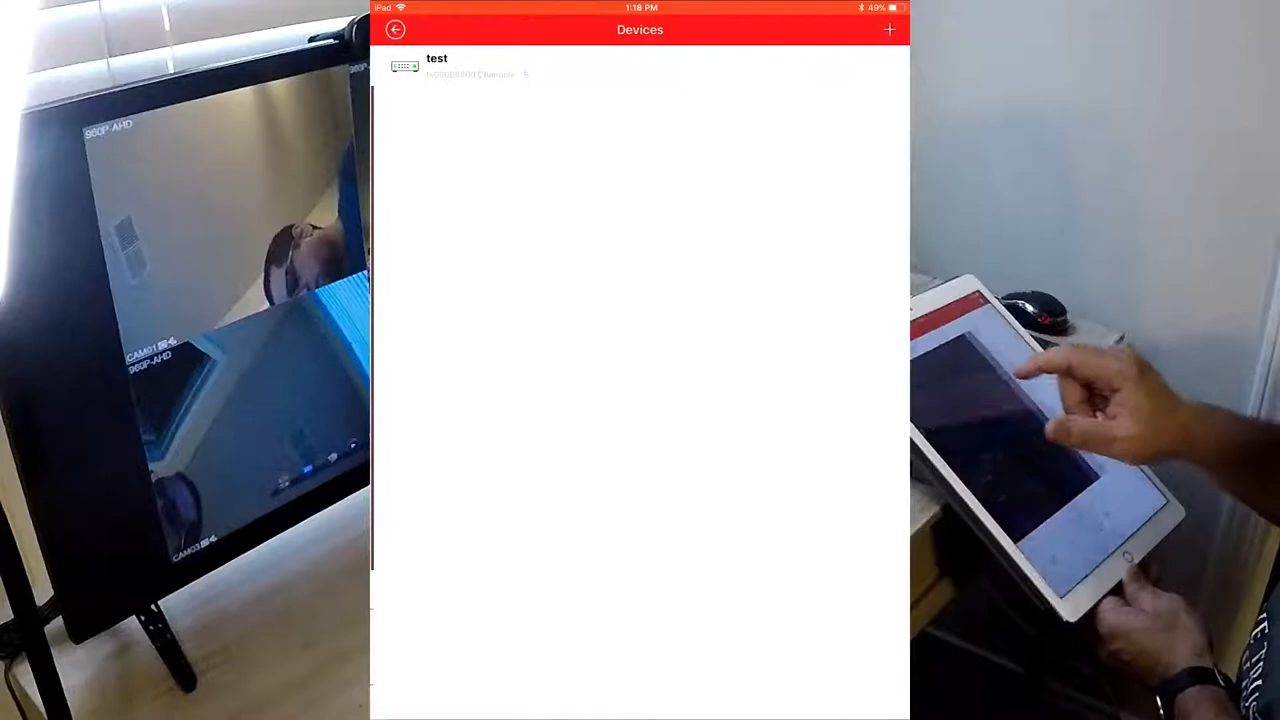 960P-AHD
CAM01
960P-AHD
CAM03
iPad
1:18 PM
49%
Devices
test